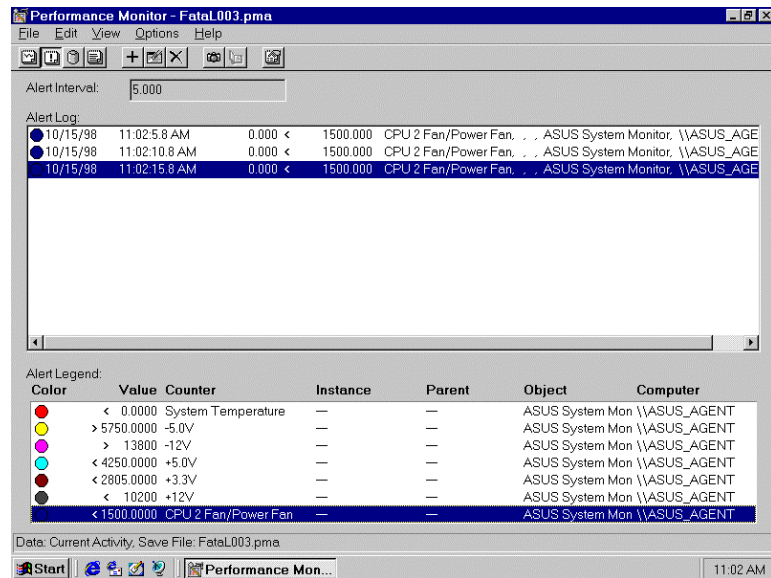 Performance Monitor - FataL003.pma
File Edit View Options Help
Alert Interval: 5.000
Alert Log:
10/15/98 11:02:5.8 AM 0.000 < 1500.000 CPU 2 Fan/Power Fan, , , ASUS System Monitor, \\ASUS_AGE
10/15/98 11:02:10.8 AM 0.000 < 1500.000 CPU 2 Fan/Power Fan, , , ASUS System Monitor, \\ASUS_AGE
10/15/98 11:02:15.8 AM 0.000 < 1500.000 CPU 2 Fan/Power Fan, , , ASUS System Monitor, \\ASUS_AGE
Alert Legend:
Color Value Counter Instance Parent Object Computer
< 0.0000 System Temperature — — ASUS System Mon \\ASUS_AGENT
> 5750.0000 -5.0V — — ASUS System Mon \\ASUS_AGENT
> 13800 -12V — — ASUS System Mon \\ASUS_AGENT
< 4250.0000 +5.0V — — ASUS System Mon \\ASUS_AGENT
< 2805.0000 +3.3V — — ASUS System Mon \\ASUS_AGENT
< 10200 +12V — — ASUS System Mon \\ASUS_AGENT
< 1500.0000 CPU 2 Fan/Power Fan — — ASUS System Mon \\ASUS_AGENT
Data: Current Activity, Save File: FataL003.pma
Start Performance Mon... 11:02 AM